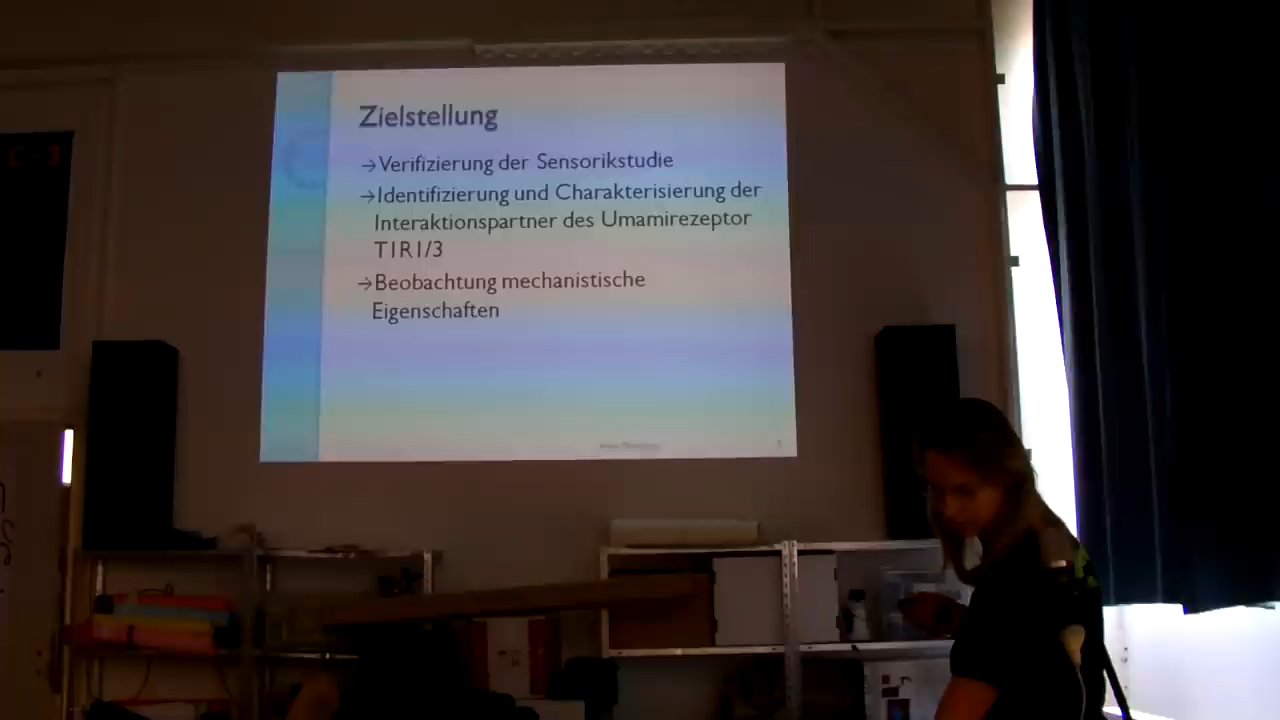 Zielstellung
→Verifizierung der Sensorikstudie
→Identifizierung und Charakterisierung der
Interaktionspartner des Umamirezeptor
T1R1/3
→Beobachtung mechanistische
Eigenschaften